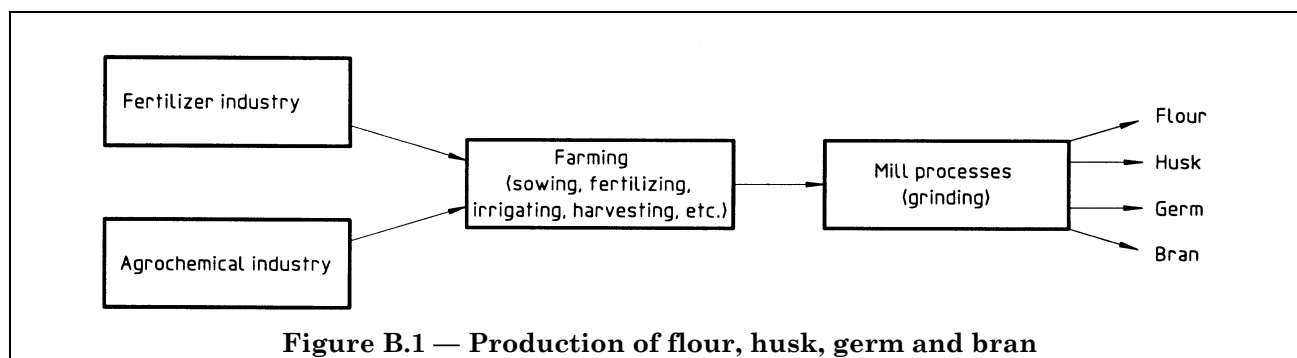 Fertilizer industry
Agrochemical industry
Farming
(sowing, fertilizing,
irrigating, harvesting, etc.)
Mill processes
(grinding)
Flour
Husk
Germ
Bran
Figure B.1 — Production of flour, husk, germ and bran